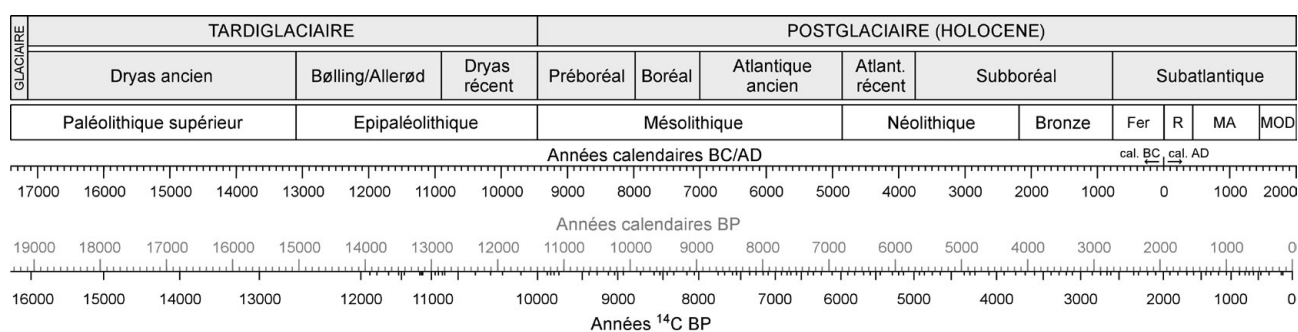 GLACIAIRE
TARDIGLACIAIRE
POSTGLACIAIRE (HOLOCENE)
Dryas ancien
Bølling/Allerød
Dryas
récent
Préboréal
Boréal
Atlantique
ancien
Atlant.
récent
Subboréal
Subatlantique
Paléolithique supérieur
Epipaléolithique
Mésolithique
Néolithique
Bronze
Fer
R
MA
MOD
Années calendaires BC/AD
cal. BC cal. AD
17000 16000 15000 14000 13000 12000 11000 10000 9000 8000 7000 6000 5000 4000 3000 2000 1000 0 1000 2000
Années calendaires BP
19000 18000 17000 16000 15000 14000 13000 12000 11000 10000 9000 8000 7000 6000 5000 4000 3000 2000 1000 0
16000 15000 14000 13000 12000 11000 10000 9000 8000 7000 6000 5000 4000 3000 2000 1000 0
Années ¹⁴C BP